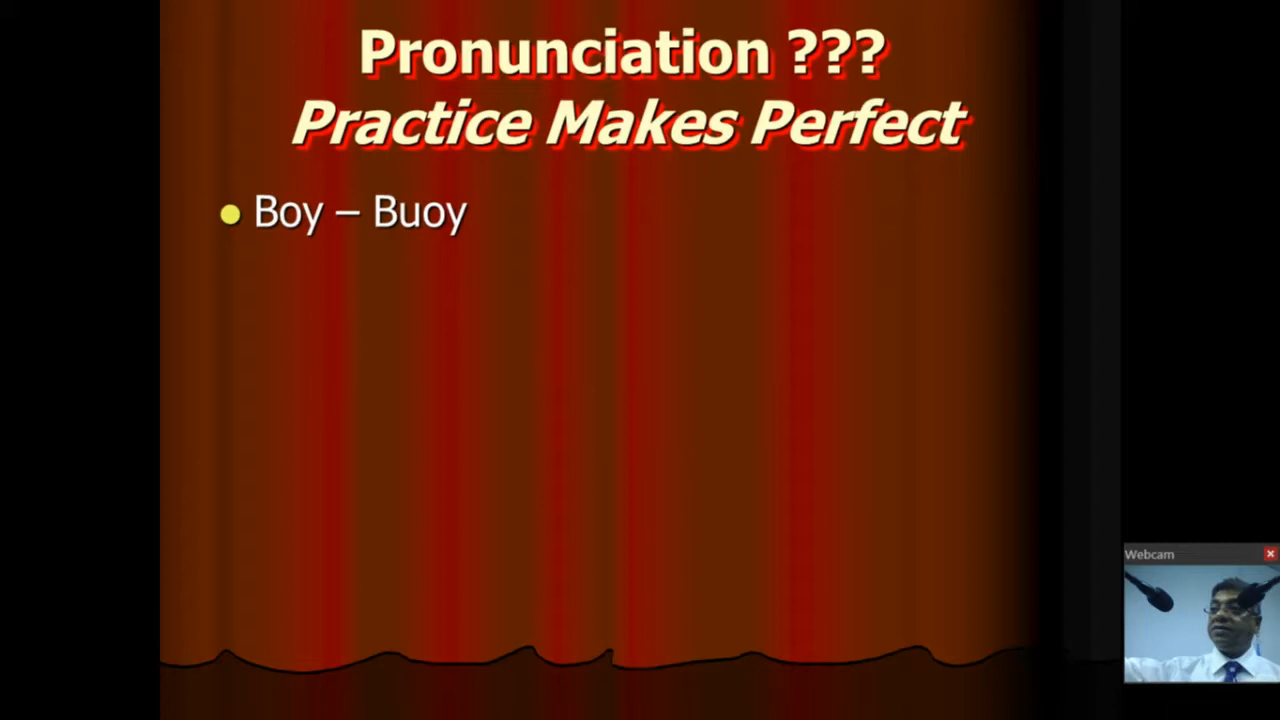 Pronunciation ???
Practice Makes Perfect
Boy – Buoy
Webcam